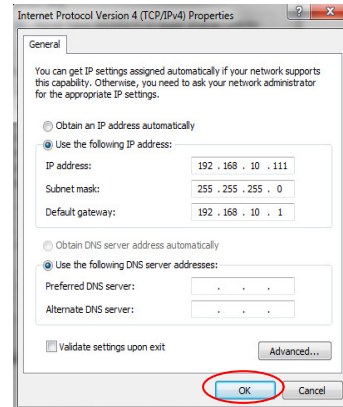 Internet Protocol Version 4 (TCP/IPv4) Properties
General
You can get IP settings assigned automatically if your network supports
this capability. Otherwise, you need to ask your network administrator
for the appropriate IP settings.
Obtain an IP address automatically
Use the following IP address:
IP address: 192 . 168 . 10 . 111
Subnet mask: 255 . 255 . 255 . 0
Default gateway: 192 . 168 . 10 . 1
Obtain DNS server address automatically
Use the following DNS server addresses:
Preferred DNS server: . . .
Alternate DNS server: . . .
Validate settings upon exit
Advanced...
OK Cancel